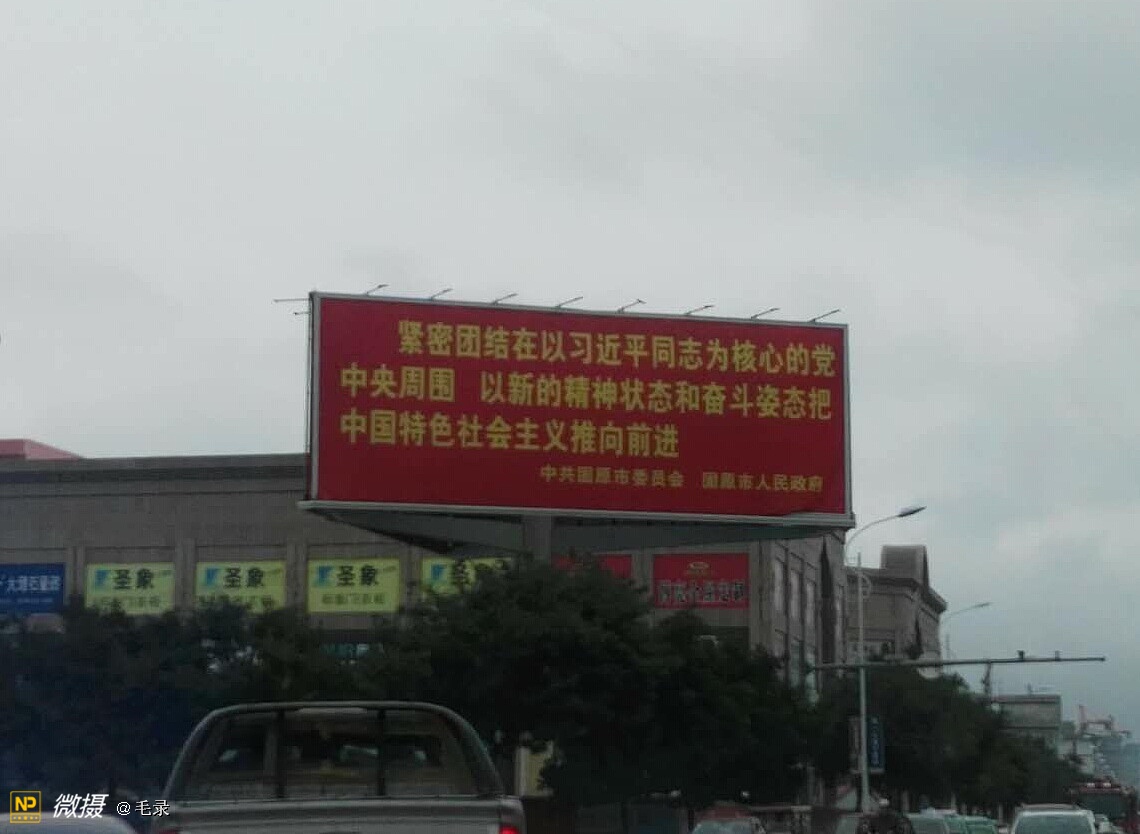 紧密团结在以习近平同志为核心的党
中央周围 以新的精神状态和奋斗姿态把
中国特色社会主义推向前进
中共固原市委员会 固原市人民政府
圣象
圣象
圣象
圣象
NP 微摄 @毛录